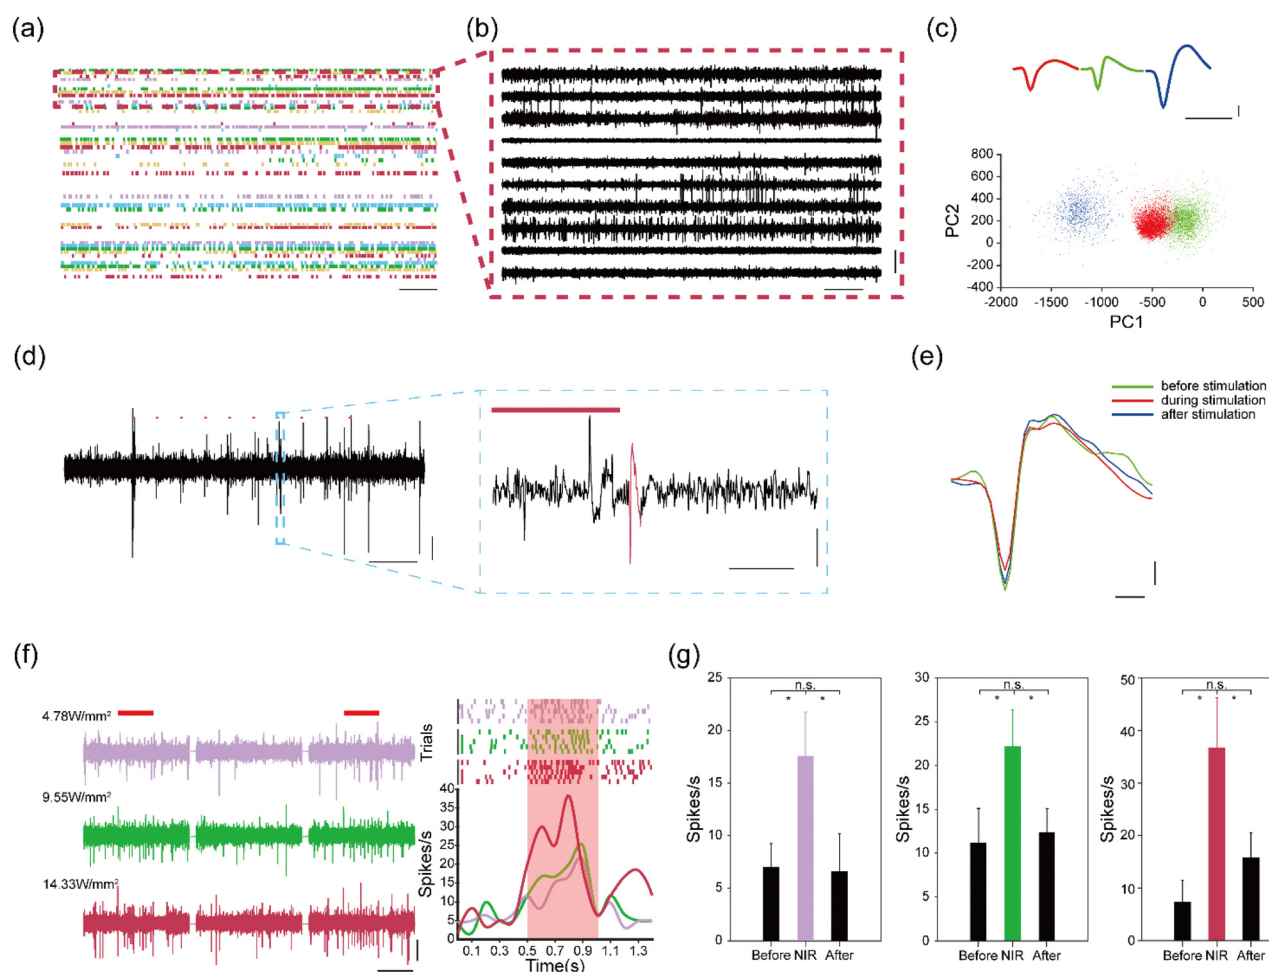 (a)
(b)
(c)
800
600
400
200
0
-200
-400
PC2
-2000 -1500 -1000 -500 0 500
PC1
(d)
(e)
before stimulation
during stimulation
after stimulation
(f)
4.78W/mm²
9.55W/mm²
14.33W/mm²
Trials
40
35
30
25
20
15
10
5
0
Spikes/s
0.1 0.3 0.5 0.7 0.9 1.1 1.3
Time(s)
(g)
25
20
15
10
5
0
Spikes/s
n.s.
* *
Before NIR After
30
25
20
15
10
5
0
Spikes/s
n.s.
* *
Before NIR After
50
40
30
20
10
0
Spikes/s
n.s.
* *
Before NIR After